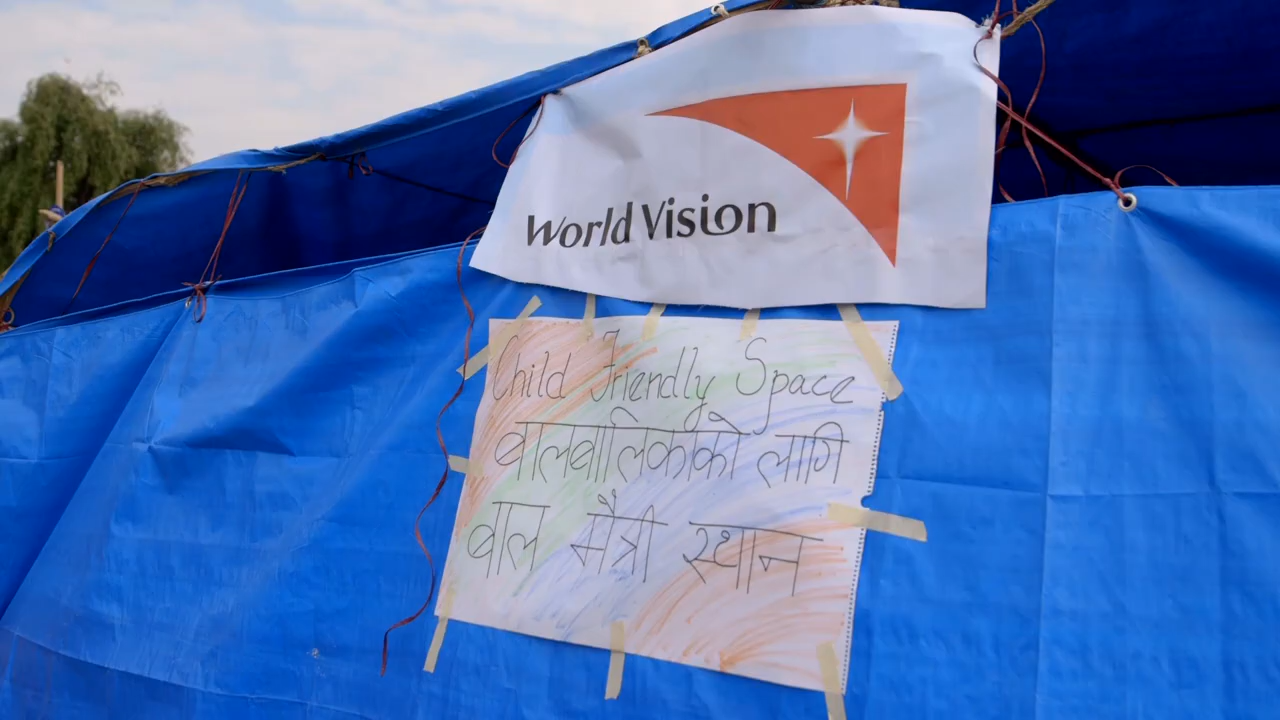 World Vision
Child Friendly Space
बालबालिकाको लागि
बाल मैत्री स्थान